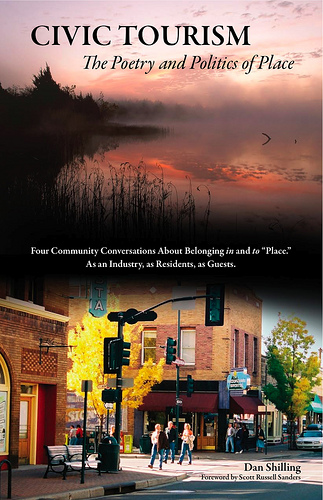 CIVIC TOURISM
The Poetry and Politics of Place
Four Community Conversations About Belonging in and to “Place.”
As an Industry, as Residents, as Guests.
TA
Dan Shilling
Foreword by Scott Russell Sanders